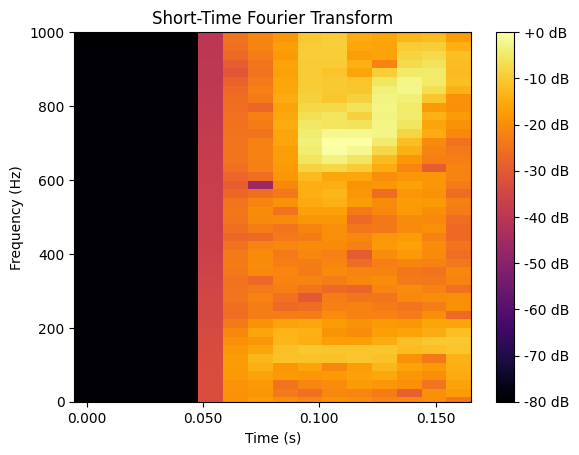 Short-Time Fourier Transform
1000
800
600
400
200
0
Frequency (Hz)
0.000
0.050
0.100
0.150
Time (s)
+0 dB
-10 dB
-20 dB
-30 dB
-40 dB
-50 dB
-60 dB
-70 dB
-80 dB